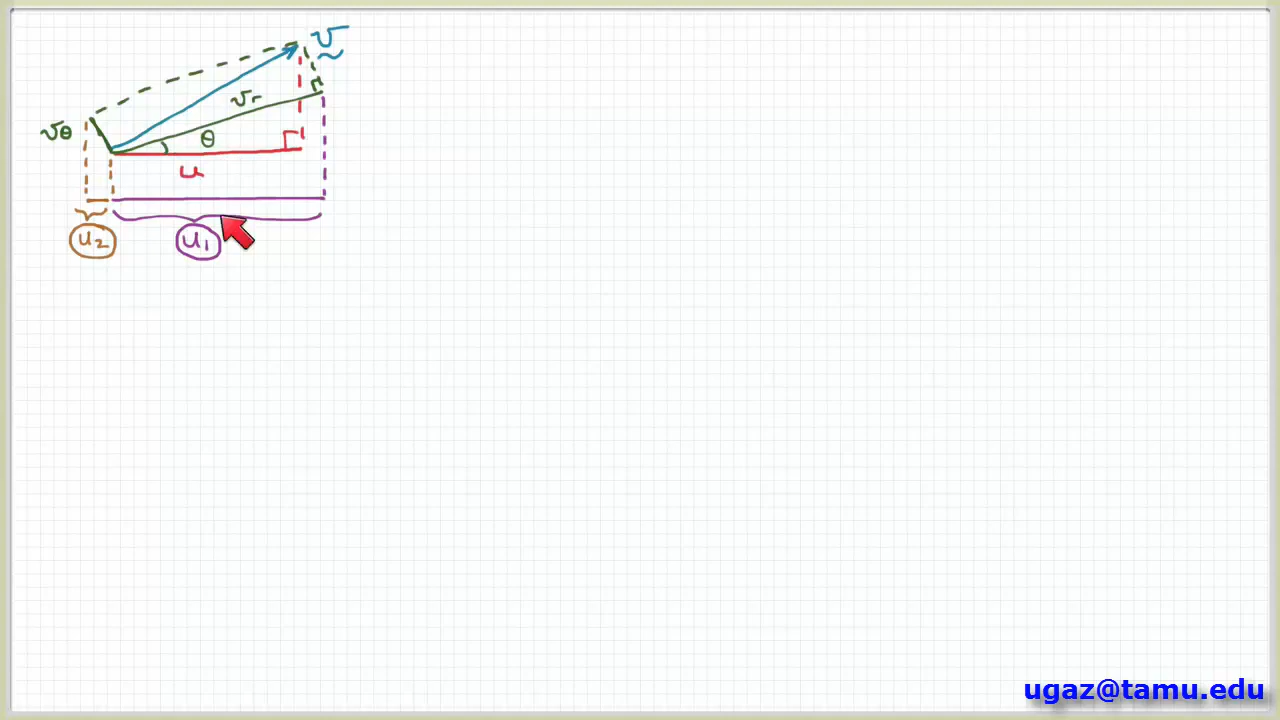 v
vr
vθ
θ
u
u₂
u₁
ugaz@tamu.edu